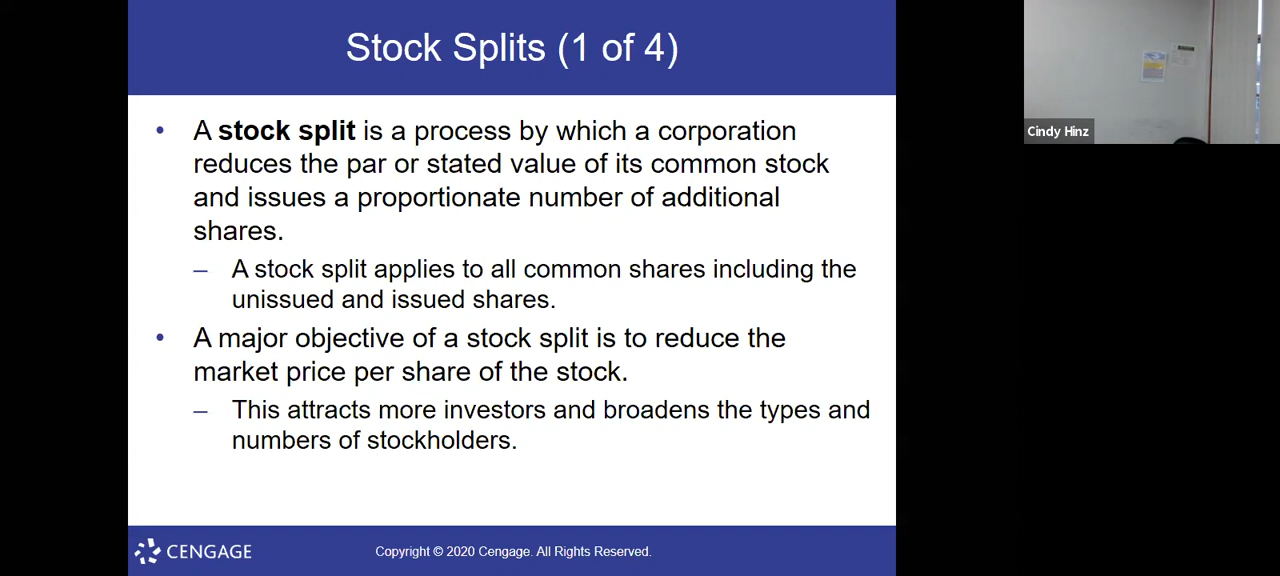 Stock Splits (1 of 4)
• A stock split is a process by which a corporation
reduces the par or stated value of its common stock
and issues a proportionate number of additional
shares.
– A stock split applies to all common shares including the
unissued and issued shares.
• A major objective of a stock split is to reduce the
market price per share of the stock.
– This attracts more investors and broadens the types and
numbers of stockholders.
CENGAGE
Copyright © 2020 Cengage. All Rights Reserved.
Cindy Hinz